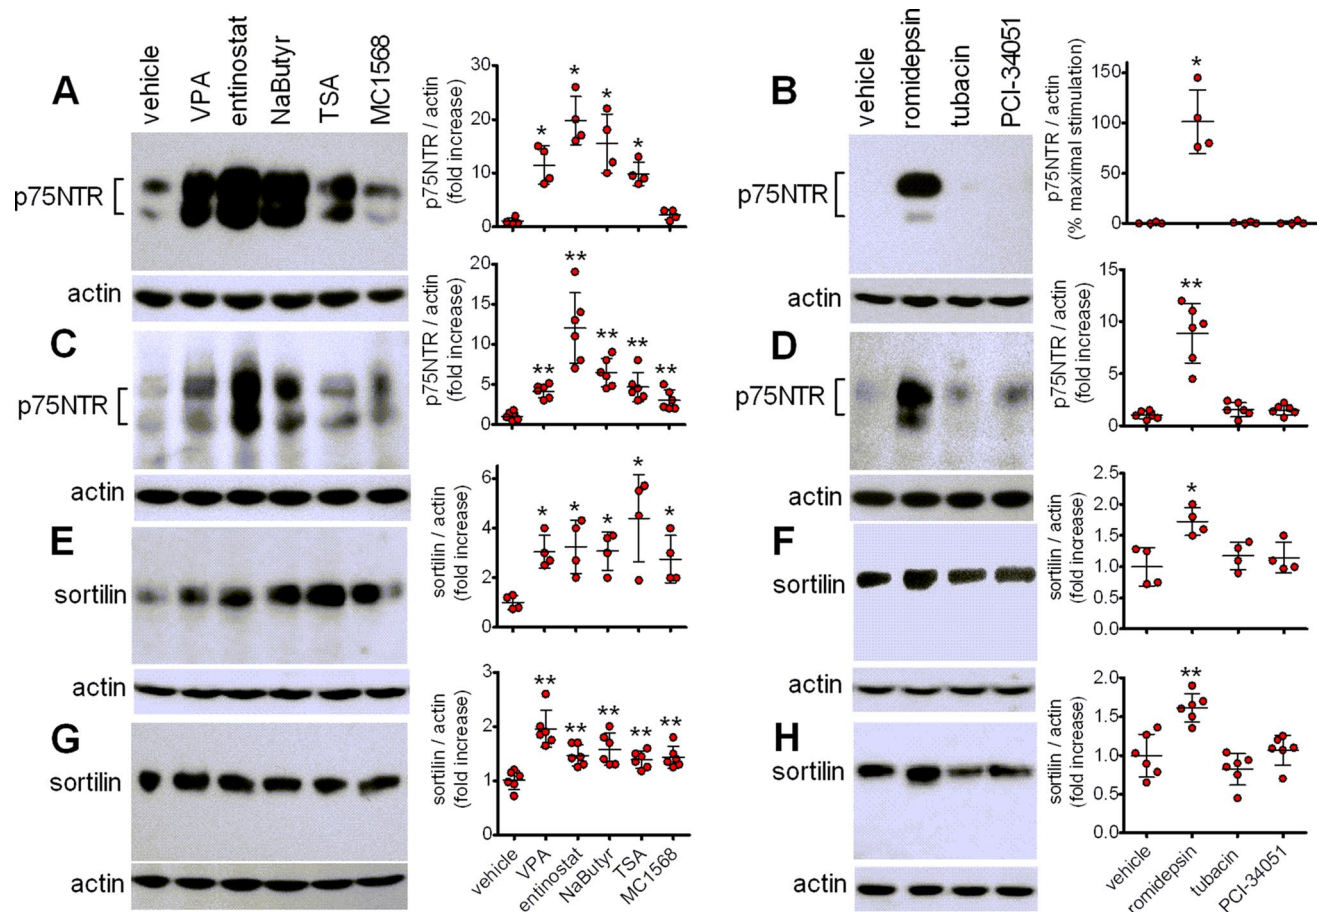 A
vehicle
VPA
entinostat
NaButyr
TSA
MC1568
p75NTR
actin
p75NTR / actin
(fold increase)
30
20
10
0
*
*
*
*
B
vehicle
romidepsin
tubacin
PCI-34051
p75NTR
actin
p75NTR / actin
(% maximal stimulation)
150
100
50
0
*
C
p75NTR
actin
p75NTR / actin
(fold increase)
20
15
10
5
0
**
**
**
**
**
D
p75NTR
actin
p75NTR / actin
(fold increase)
15
10
5
0
**
E
sortilin
actin
sortilin / actin
(fold increase)
6
4
2
0
*
*
*
*
*
F
sortilin
actin
sortilin / actin
(fold increase)
2.5
2.0
1.5
1.0
0.5
0.0
*
G
sortilin
actin
sortilin / actin
(fold increase)
3
2
1
0
**
**
**
**
**
vehicle
VPA
entinostat
NaButyr
TSA
MC1568
H
sortilin
actin
sortilin / actin
(fold increase)
2.0
1.5
1.0
0.5
0.0
**
vehicle
romidepsin
tubacin
PCI-34051